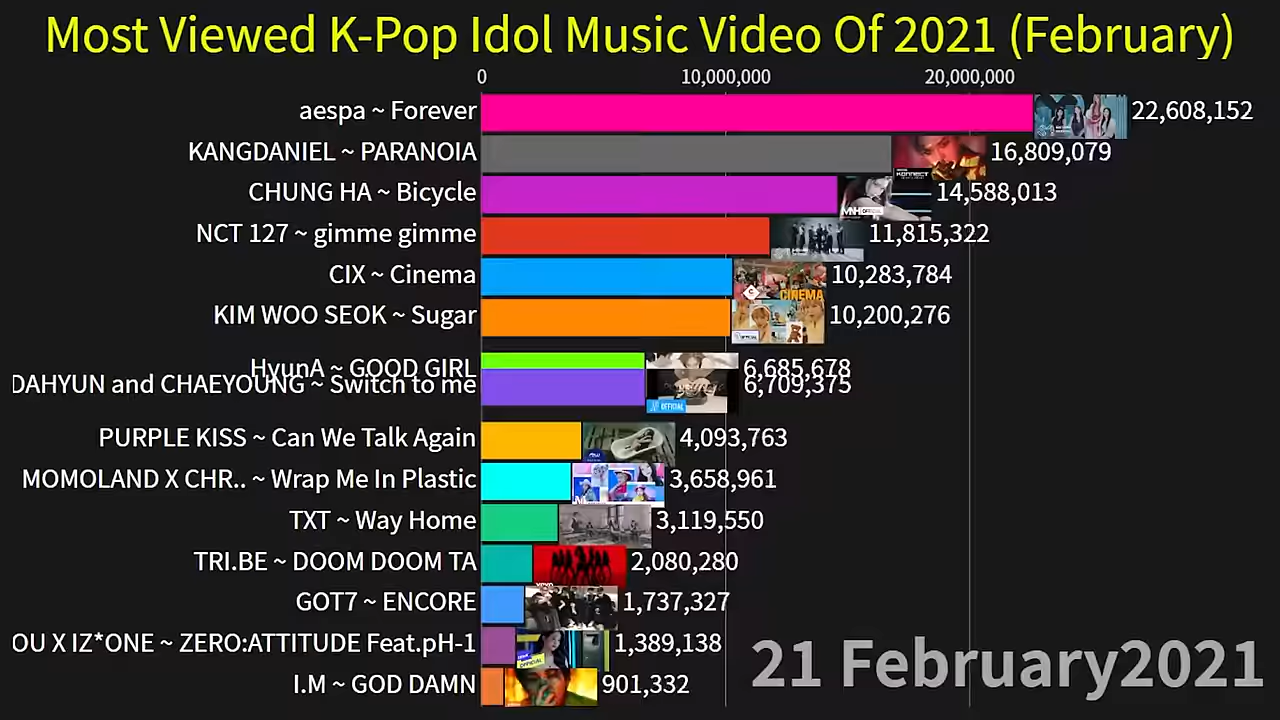 Most Viewed K-Pop Idol Music Video Of 2021 (February)
0 10,000,000 20,000,000
aespa ~ Forever 22,608,152
KANGDANIEL ~ PARANOIA 16,809,079
KONNECT
CHUNG HA ~ Bicycle 14,588,013
MNH OFFICIAL
NCT 127 ~ gimme gimme 11,815,322
CIX ~ Cinema 10,283,784
C CINEMA
KIM WOO SEOK ~ Sugar 10,200,276
HyunA ~ GOOD GIRL 6,685,678
DAHYUN and CHAEYOUNG ~ Switch to me 6,709,375
OFFICIAL
PURPLE KISS ~ Can We Talk Again 4,093,763
MOMOLAND X CHR.. ~ Wrap Me In Plastic 3,658,961
TXT ~ Way Home 3,119,550
TRI.BE ~ DOOM DOOM TA 2,080,280
GOT7 ~ ENCORE 1,737,327
OU X IZ*ONE ~ ZERO:ATTITUDE Feat.pH-1 1,389,138
OFFICIAL
I.M ~ GOD DAMN 901,332
21 February2021